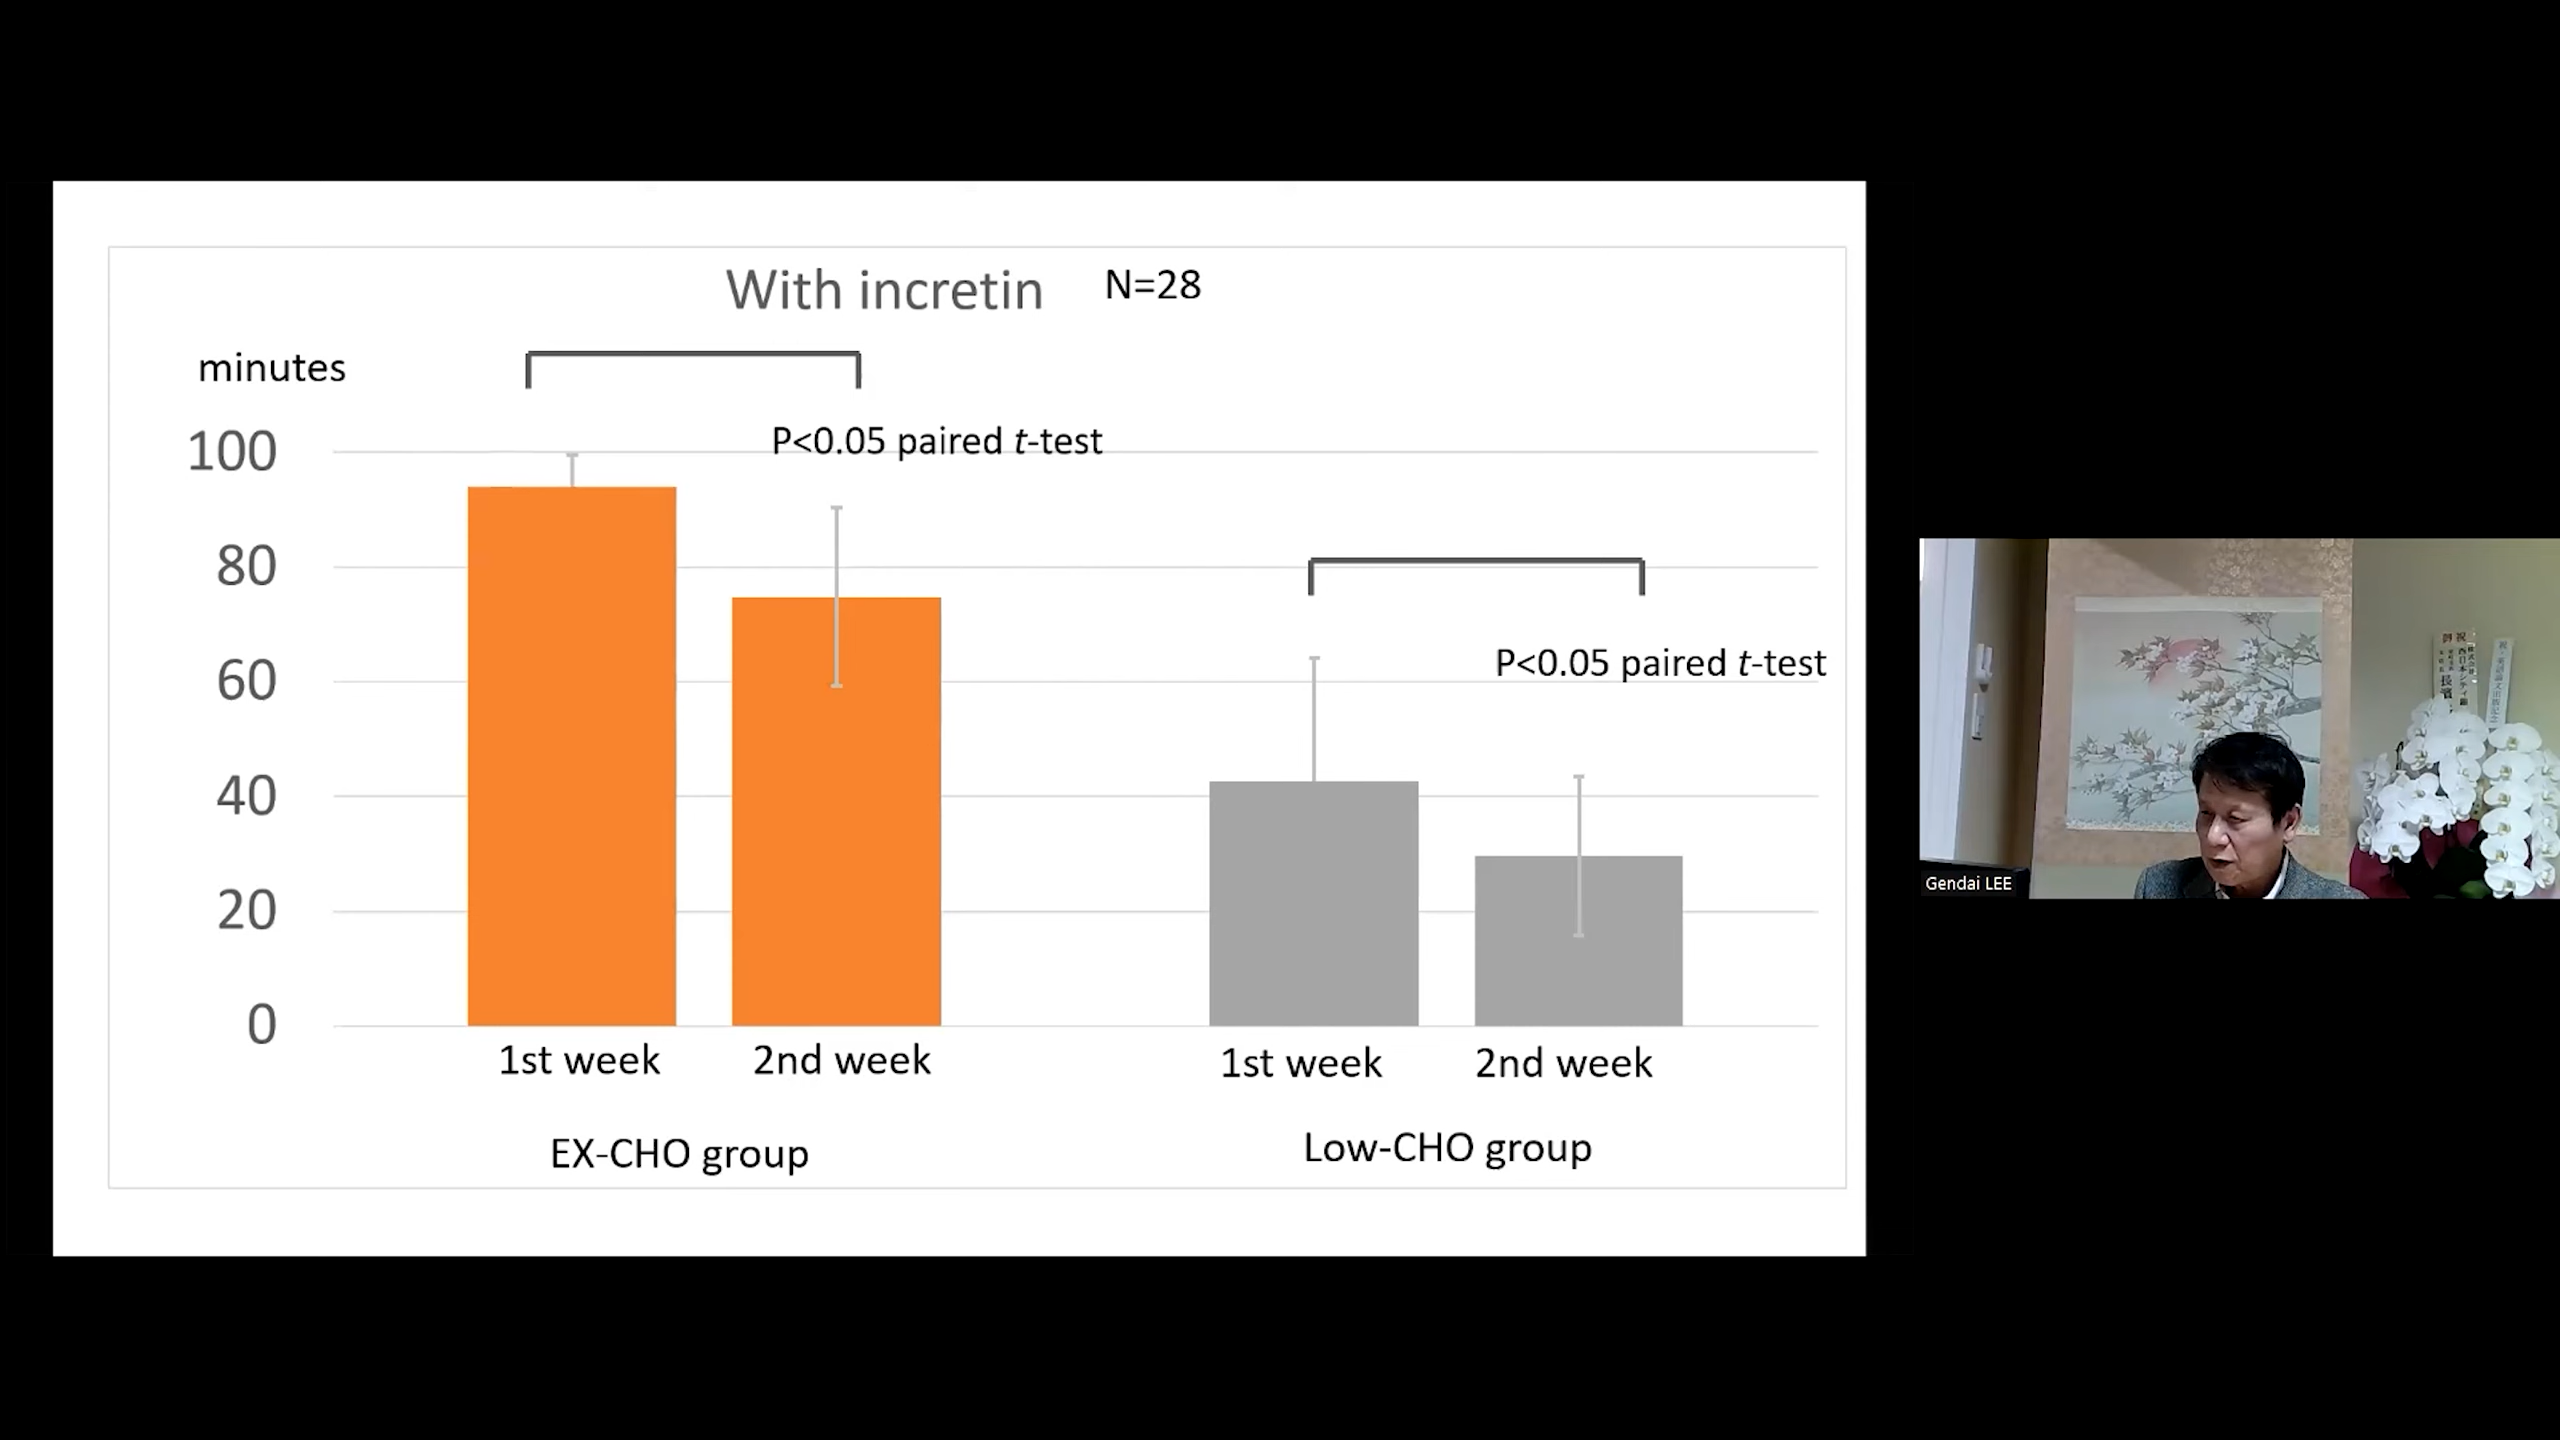 With incretin N=28
minutes
P<0.05 paired t-test
100
80
60
40
20
0
P<0.05 paired t-test
1st week 2nd week 1st week 2nd week
EX-CHO group Low-CHO group
Gendai LEE